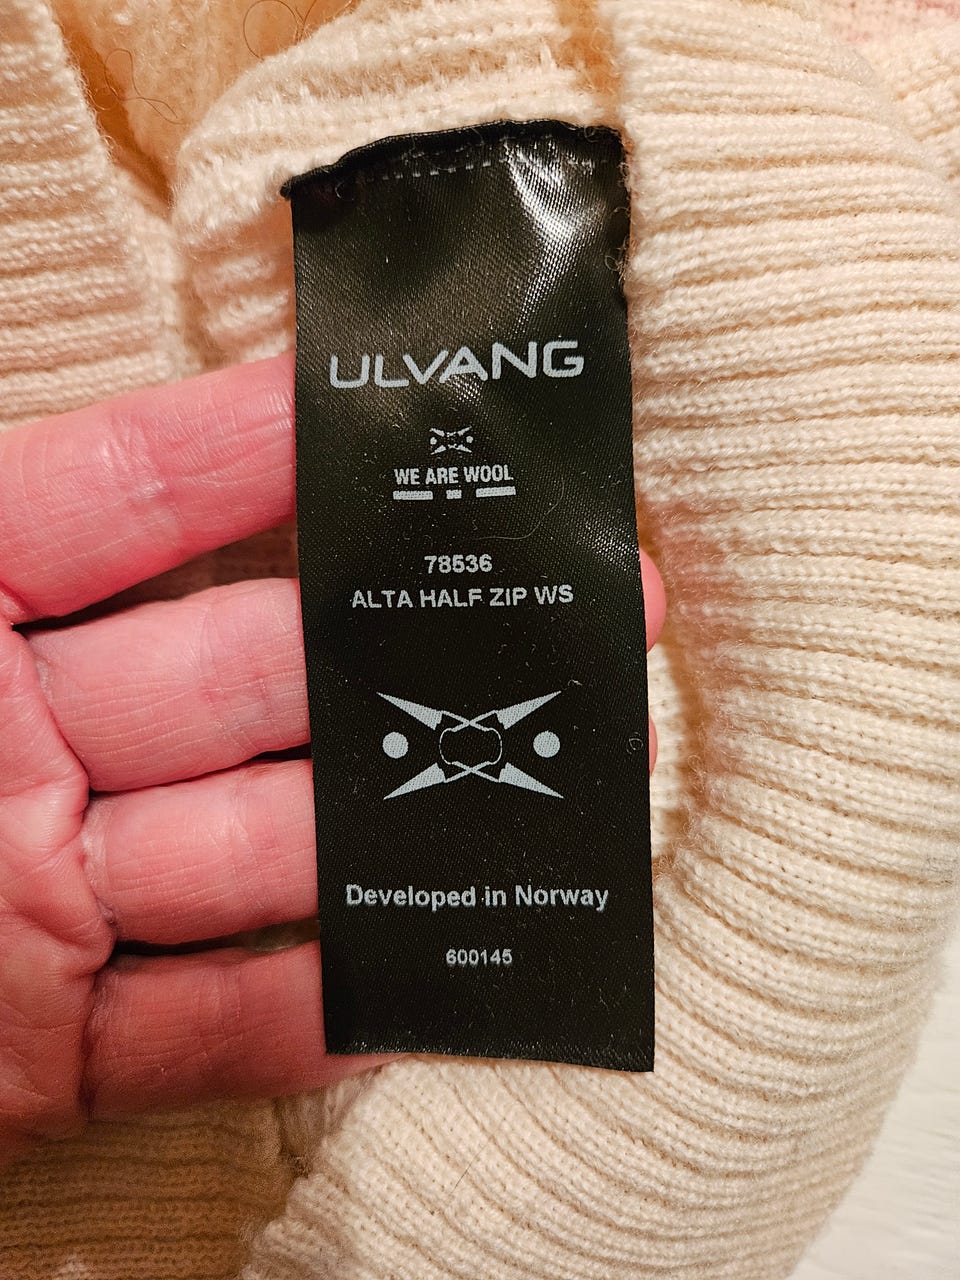 ULVANG
WE ARE WOOL
78536
ALTA HALF ZIP WS
Developed in Norway
600145